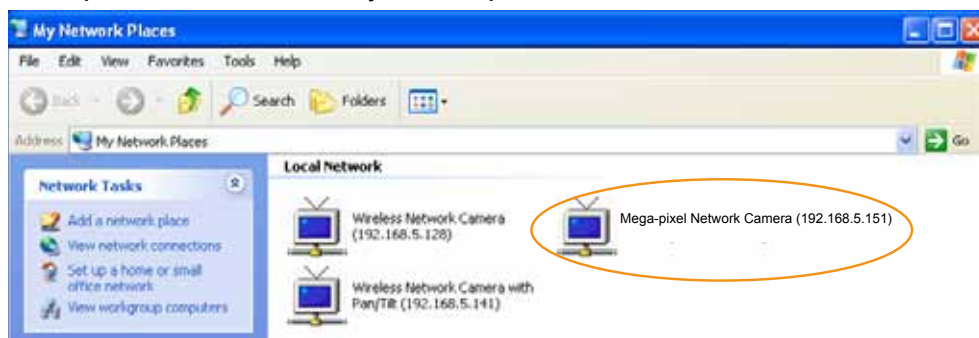 My Network Places
File Edit View Favorites Tools Help
Back Search Folders
Address My Network Places Go
Local Network
Network Tasks
Add a network place
View network connections
Set up a home or small
office network
View workgroup computers
Wireless Network Camera
(192.168.5.128)
Mega-pixel Network Camera (192.168.5.151)
Wireless Network Camera with
Pan/Tilt (192.168.5.141)